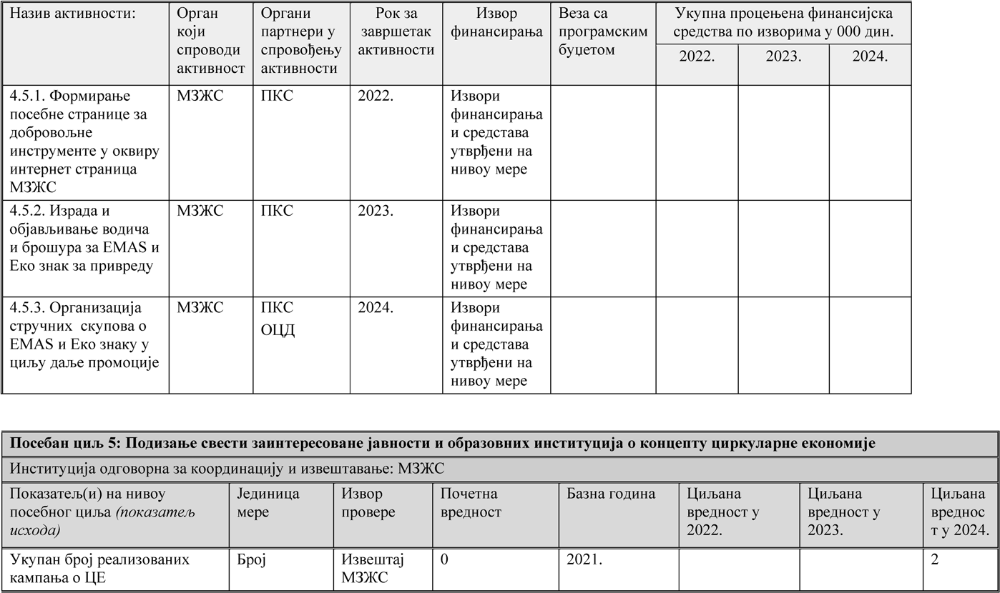 Назив активности:
Орган
који
спроводи
активност
Органи
партнери у
спровођењу
активности
Рок за
завршетак
активности
Извор
финансирања
Веза са
програмским
буџетом
Укупна процењена финансијска
средства по изворима у 000 дин.
2022.
2023.
2024.
4.5.1. Формирање
посебне странице за
добровољне
инструменте у оквиру
интернет страница
МЗЖС
МЗЖС
ПКС
2022.
Извори
финансирања
и средстава
утврђени на
нивоу мере
4.5.2. Израда и
објављивање водича
и брошура за EMAS и
Еко знак за привреду
МЗЖС
ПКС
2023.
Извори
финансирања
и средстава
утврђени на
нивоу мере
4.5.3. Организација
стручних скупова о
EMAS и Еко знаку у
циљу даље промоције
МЗЖС
ПКС
ОЦД
2024.
Извори
финансирања
и средстава
утврђени на
нивоу мере
Посебан циљ 5: Подизање свести заинтересоване јавности и образовних институција о концепту циркуларне економије
Институција одговорна за координацију и извештавање: МЗЖС
Показатељ(и) на нивоу
посебног циља (показатељ
исхода)
Јединица
мере
Извор
провере
Почетна
вредност
Базна година
Циљана
вредност у
2022.
Циљана
вредност у
2023.
Циљана
вреднос
т у 2024.
Укупан број реализованих
кампања о ЦЕ
Број
Извештај
МЗЖС
0
2021.
2